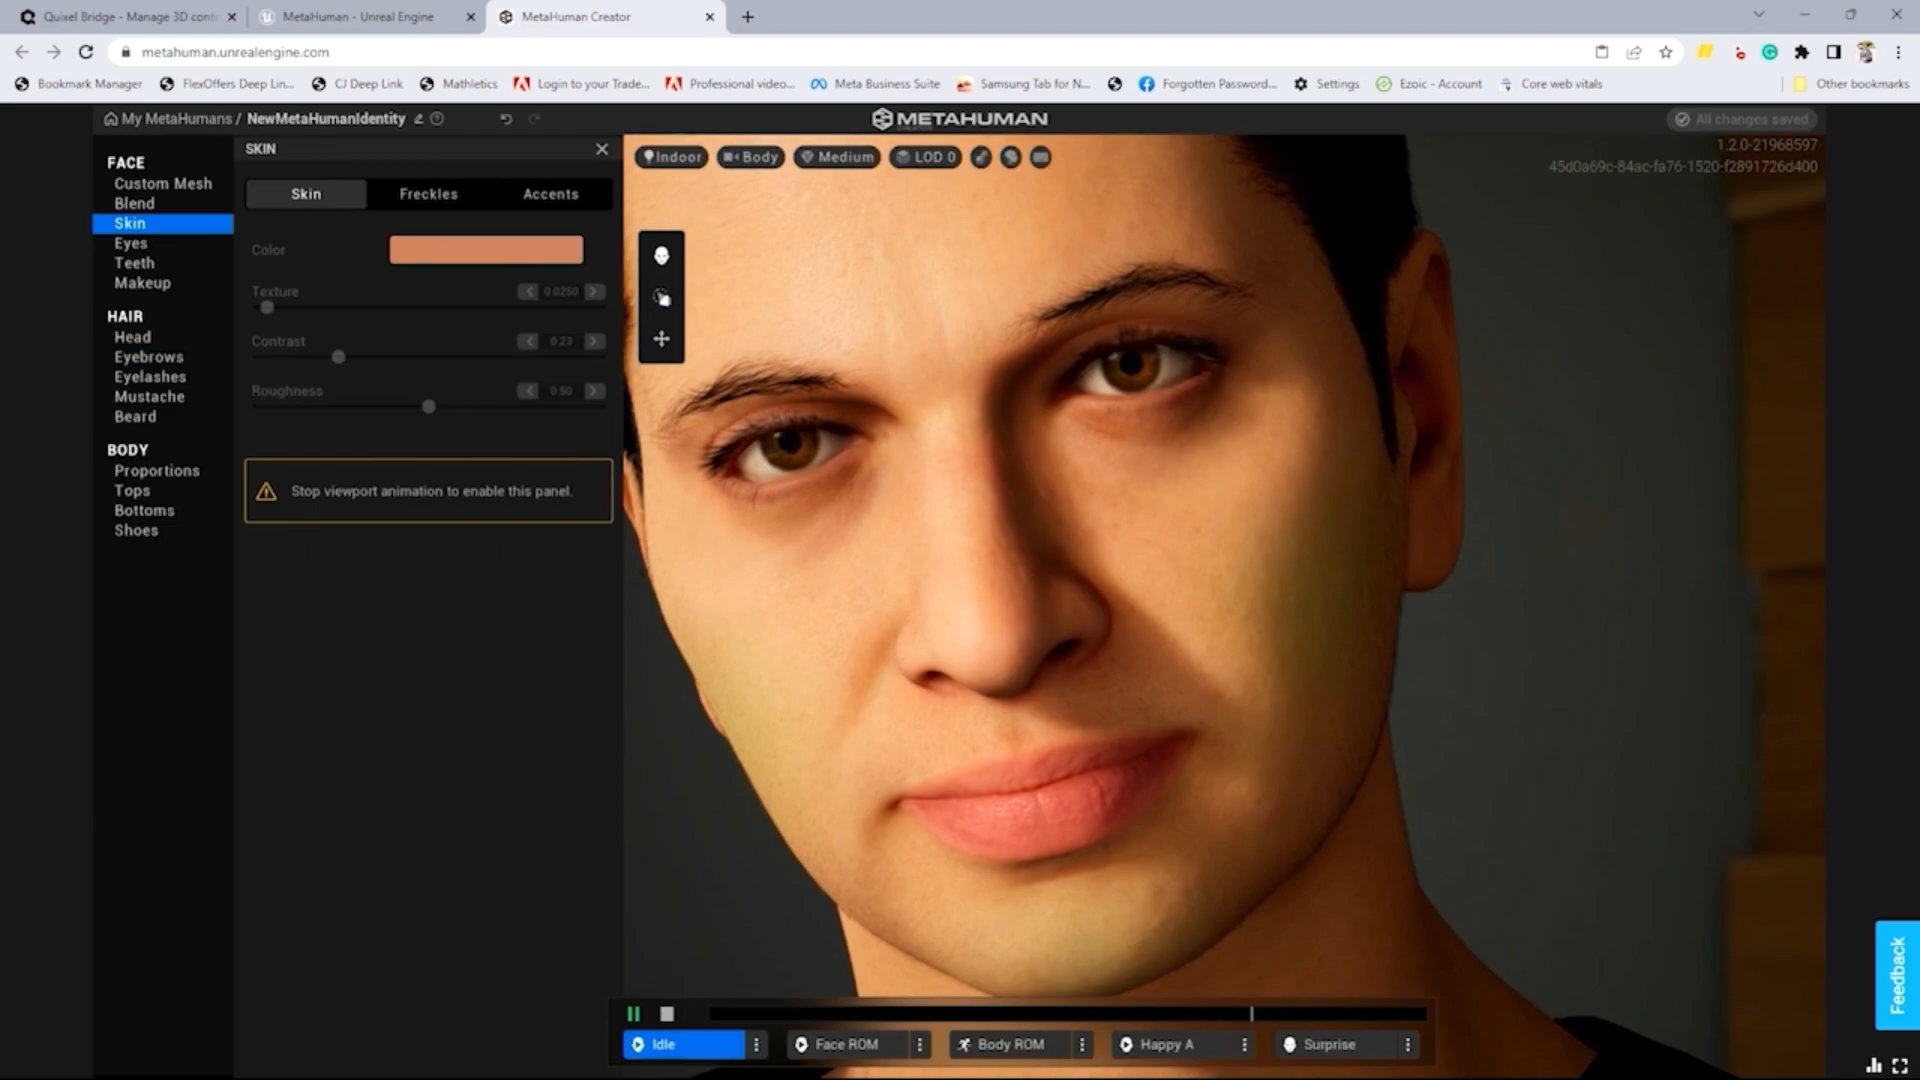 Quixel Bridge - Manage 3D cont
MetaHuman - Unreal Engine
MetaHuman Creator
metahuman.unrealengine.com
Bookmark Manager
FlexOffers Deep Lin...
CJ Deep Link
Mathletics
Login to your Trade...
Professional video...
Meta Business Suite
Samsung Tab for N...
Forgotten Password...
Settings
Ezoic - Account
Core web vitals
Other bookmarks
My MetaHumans / NewMetaHumanIdentity
METAHUMAN
All changes saved
1.2.0-21968597
45d0a69c-84ac-fa76-1520-f2891726d400
FACE
Custom Mesh
Blend
Skin
Eyes
Teeth
Makeup
HAIR
Head
Eyebrows
Eyelashes
Mustache
Beard
BODY
Proportions
Tops
Bottoms
Shoes
SKIN
Skin
Freckles
Accents
Color
Texture
0.0250
Contrast
0.23
Roughness
0.50
Stop viewport animation to enable this panel.
Indoor
Body
Medium
LOD 0
Idle
Face ROM
Body ROM
Happy A
Surprise
Feedback